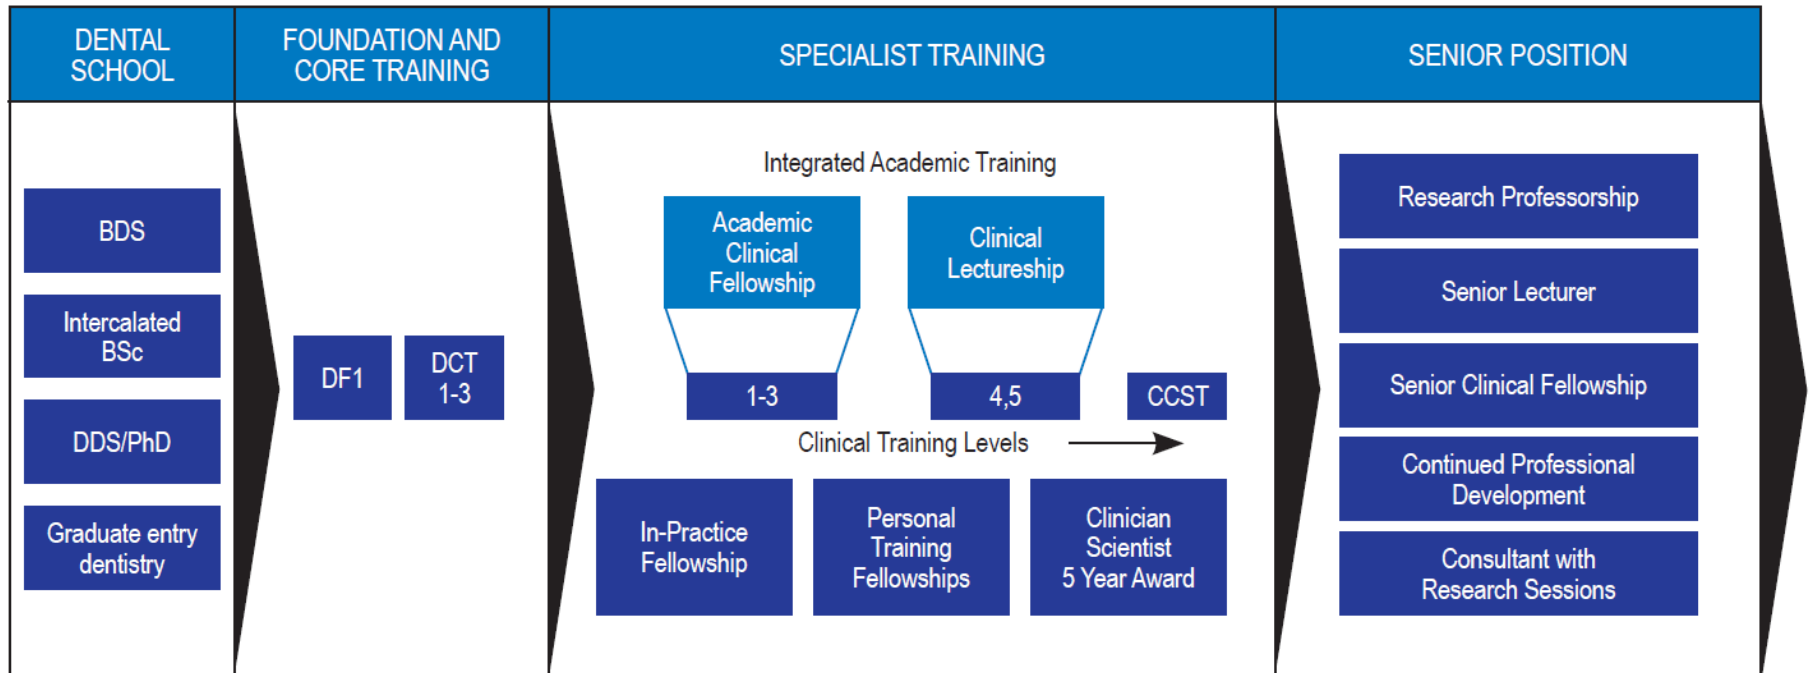 DENTAL
SCHOOL
FOUNDATION AND
CORE TRAINING
SPECIALIST TRAINING
SENIOR POSITION
BDS
Intercalated
BSc
DDS/PhD
Graduate entry
dentistry
DF1
DCT
1-3
Integrated Academic Training
Academic
Clinical
Fellowship
Clinical
Lectureship
1-3
4,5
CCST
Clinical Training Levels
In-Practice
Fellowship
Personal
Training
Fellowships
Clinician
Scientist
5 Year Award
Research Professorship
Senior Lecturer
Senior Clinical Fellowship
Continued Professional
Development
Consultant with
Research Sessions